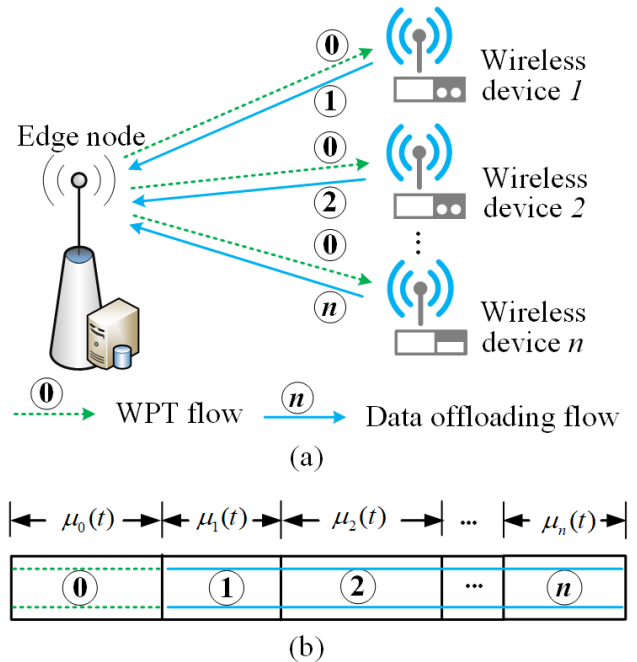 0
Wireless
device 1
1
Edge node
0
Wireless
device 2
2
0
⋮
Wireless
device n
n
0 WPT flow n Data offloading flow
(a)
μ₀(t) μ₁(t) μ₂(t) ... μₙ(t)
0 1 2 ... n
(b)